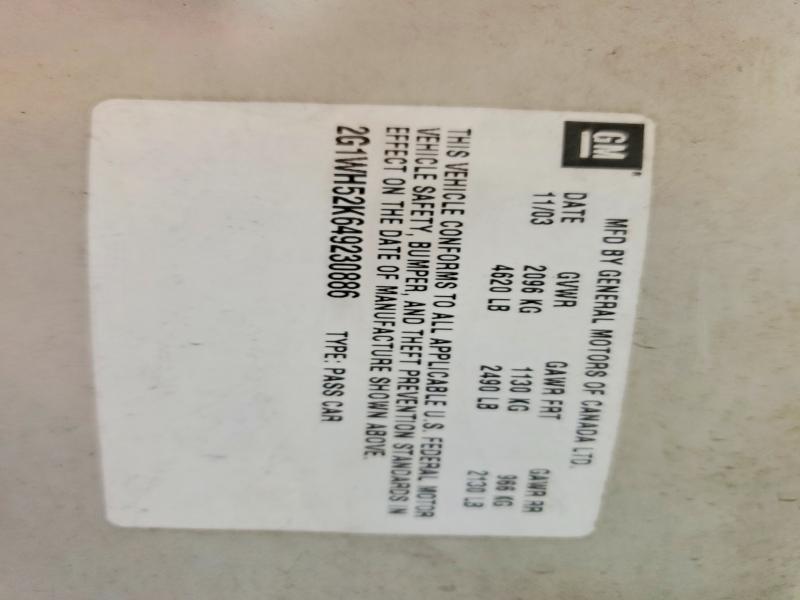 GM
MFD BY GENERAL MOTORS OF CANADA LTD.
DATE GVWR GAWR FRT GAWR RR
11/03 2096 KG 1130 KG 966 KG
4620 LB 2490 LB 2130 LB
THIS VEHICLE CONFORMS TO ALL APPLICABLE U.S. FEDERAL MOTOR
VEHICLE SAFETY, BUMPER, AND THEFT PREVENTION STANDARDS IN
EFFECT ON THE DATE OF MANUFACTURE SHOWN ABOVE.
2G1WH52K649230886 TYPE: PASS CAR